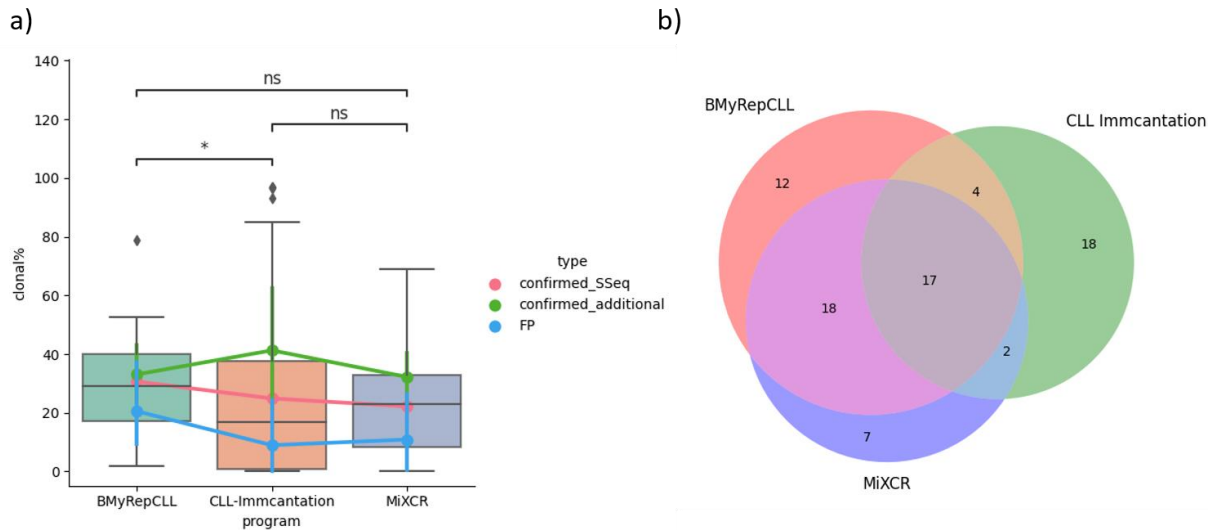 a)
140
120
100
80
60
40
20
0
clonal%
ns
ns
*
BMyRepCLL
CLL-Immcantation
MiXCR
program
type
confirmed_SSeq
confirmed_additional
FP
b)
BMyRepCLL
CLL Immcantation
12
4
18
17
18
2
7
MiXCR